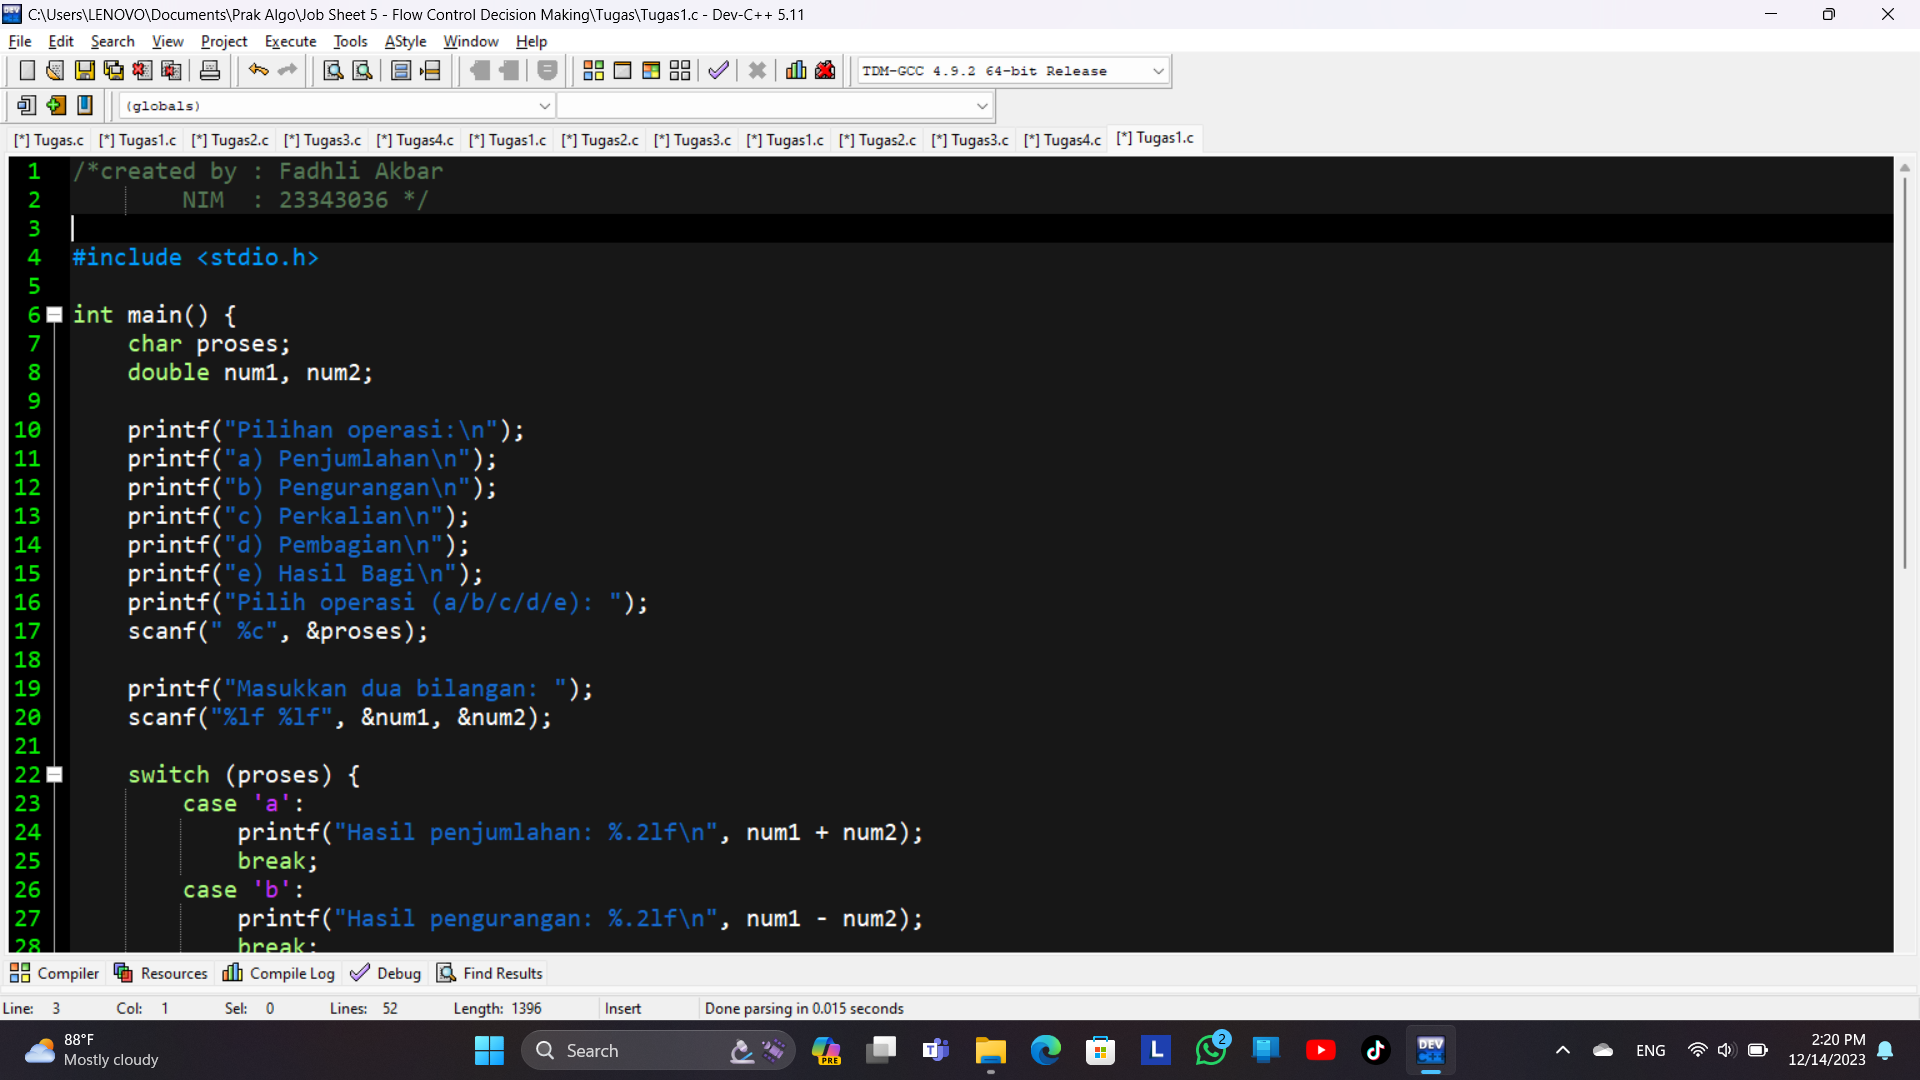 C:\Users\LENOVO\Documents\Prak Algo\Job Sheet 5 - Flow Control Decision Making\Tugas\Tugas1.c - Dev-C++ 5.11
File Edit Search View Project Execute Tools AStyle Window Help
TDM-GCC 4.9.2 64-bit Release
(globals)
[*] Tugas.c [*] Tugas1.c [*] Tugas2.c [*] Tugas3.c [*] Tugas4.c [*] Tugas1.c [*] Tugas2.c [*] Tugas3.c [*] Tugas1.c [*] Tugas2.c [*] Tugas3.c [*] Tugas4.c [*] Tugas1.c
1 /*created by : Fadhli Akbar
2 NIM : 23343036 */
3
4 #include <stdio.h>
5
6 int main() {
7 char proses;
8 double num1, num2;
9
10 printf("Pilihan operasi:\n");
11 printf("a) Penjumlahan\n");
12 printf("b) Pengurangan\n");
13 printf("c) Perkalian\n");
14 printf("d) Pembagian\n");
15 printf("e) Hasil Bagi\n");
16 printf("Pilih operasi (a/b/c/d/e): ");
17 scanf(" %c", &proses);
18
19 printf("Masukkan dua bilangan: ");
20 scanf("%lf %lf", &num1, &num2);
21
22 switch (proses) {
23 case 'a':
24 printf("Hasil penjumlahan: %.2lf\n", num1 + num2);
25 break;
26 case 'b':
27 printf("Hasil pengurangan: %.2lf\n", num1 - num2);
28 break;
Compiler Resources Compile Log Debug Find Results
Line: 3 Col: 1 Sel: 0 Lines: 52 Length: 1396 Insert Done parsing in 0.015 seconds
88°F
Mostly cloudy
Search
PRE
L
2
DEV
C++
ENG
2:20 PM
12/14/2023